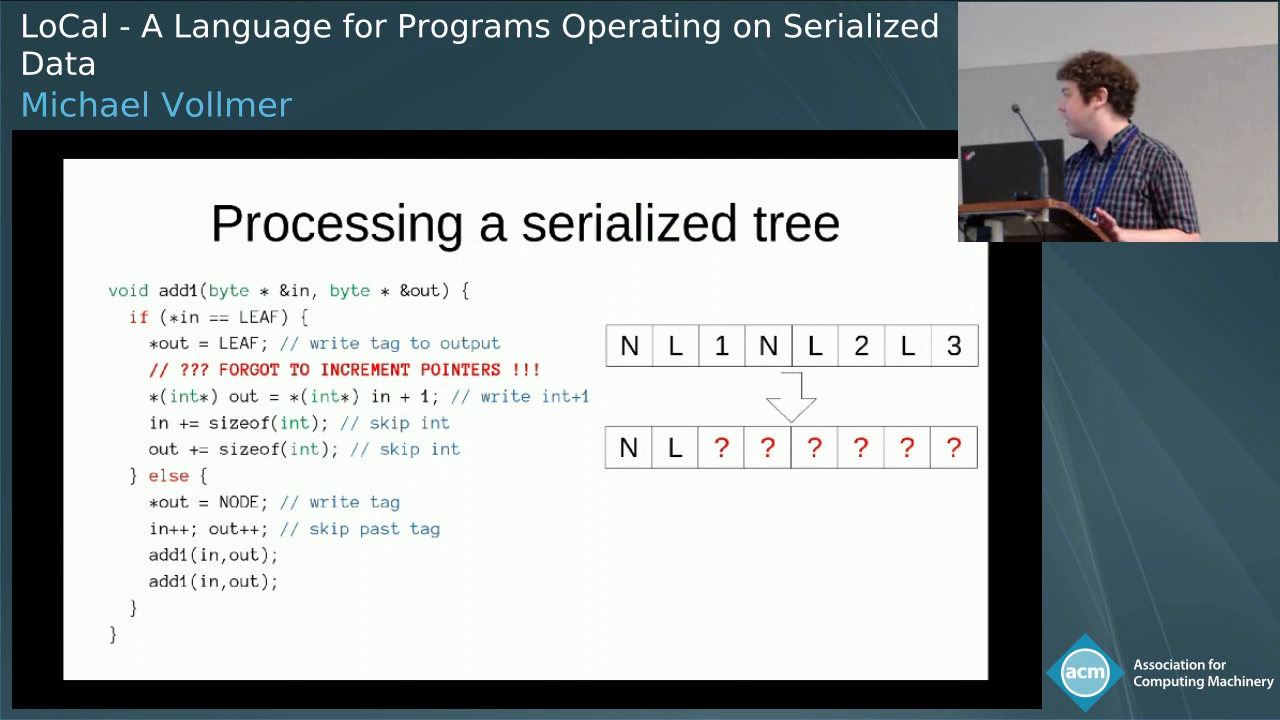 LoCal - A Language for Programs Operating on Serialized
Data
Michael Vollmer
Processing a serialized tree
void add1(byte * &in, byte * &out) {
if (*in == LEAF) {
*out = LEAF; // write tag to output
// ??? FORGOT TO INCREMENT POINTERS !!!
*(int*) out = *(int*) in + 1; // write int+1
in += sizeof(int); // skip int
out += sizeof(int); // skip int
} else {
*out = NODE; // write tag
in++; out++; // skip past tag
add1(in,out);
add1(in,out);
}
}
N L 1 N L 2 L 3
N L ? ? ? ? ? ?
acm
Association for
Computing Machinery